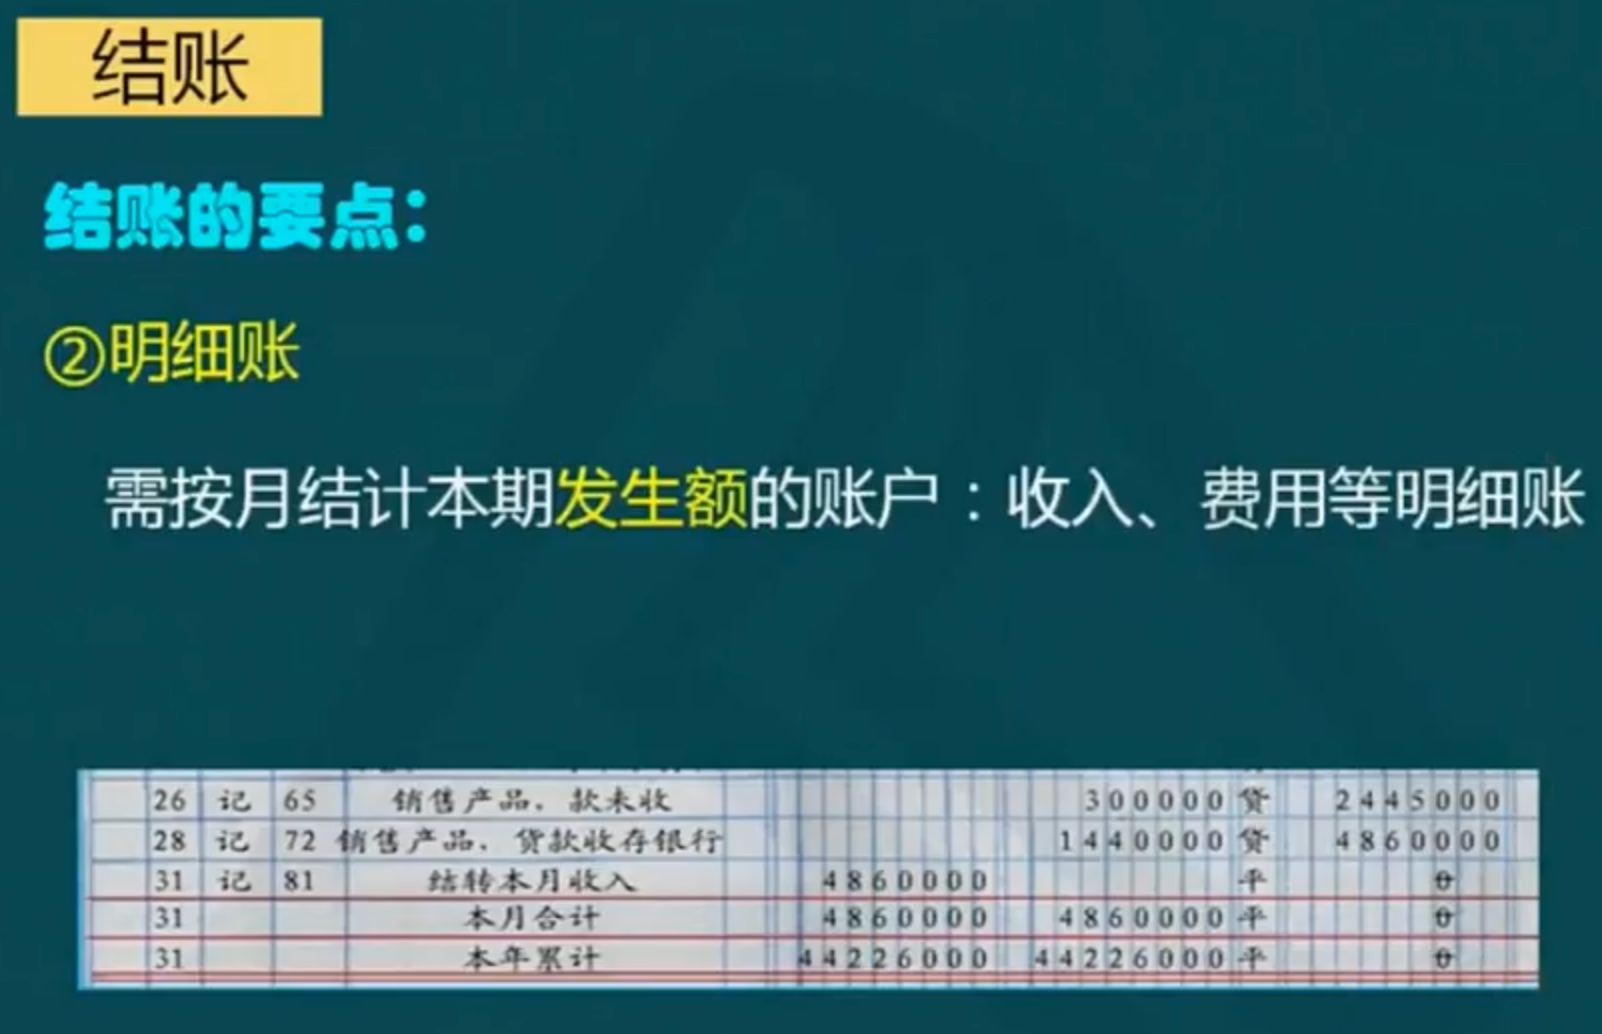 结账
结账的要点：
②明细账
需按月结计本期发生额的账户：收入、费用等明细账
26 记 65 销售产品，款未收 300000 贷 2445000
28 记 72 销售产品，货款收存银行 1440000 贷 4860000
31 记 81 结转本月收入 4860000 平 0
31 本月合计 4860000 4860000 平 0
31 本年累计 44226000 44226000 平 0